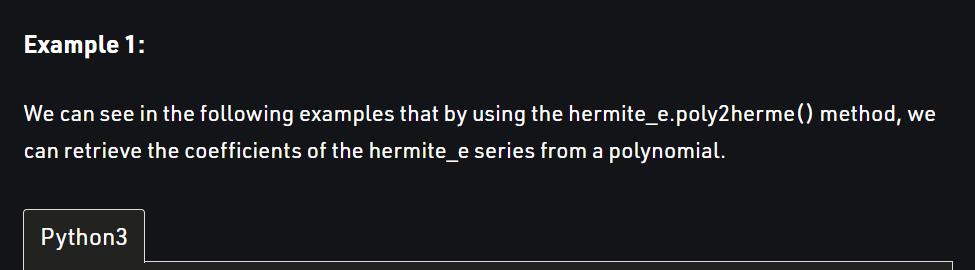 Example 1:
We can see in the following examples that by using the hermite_e.poly2herme() method, we
can retrieve the coefficients of the hermite_e series from a polynomial.
Python3